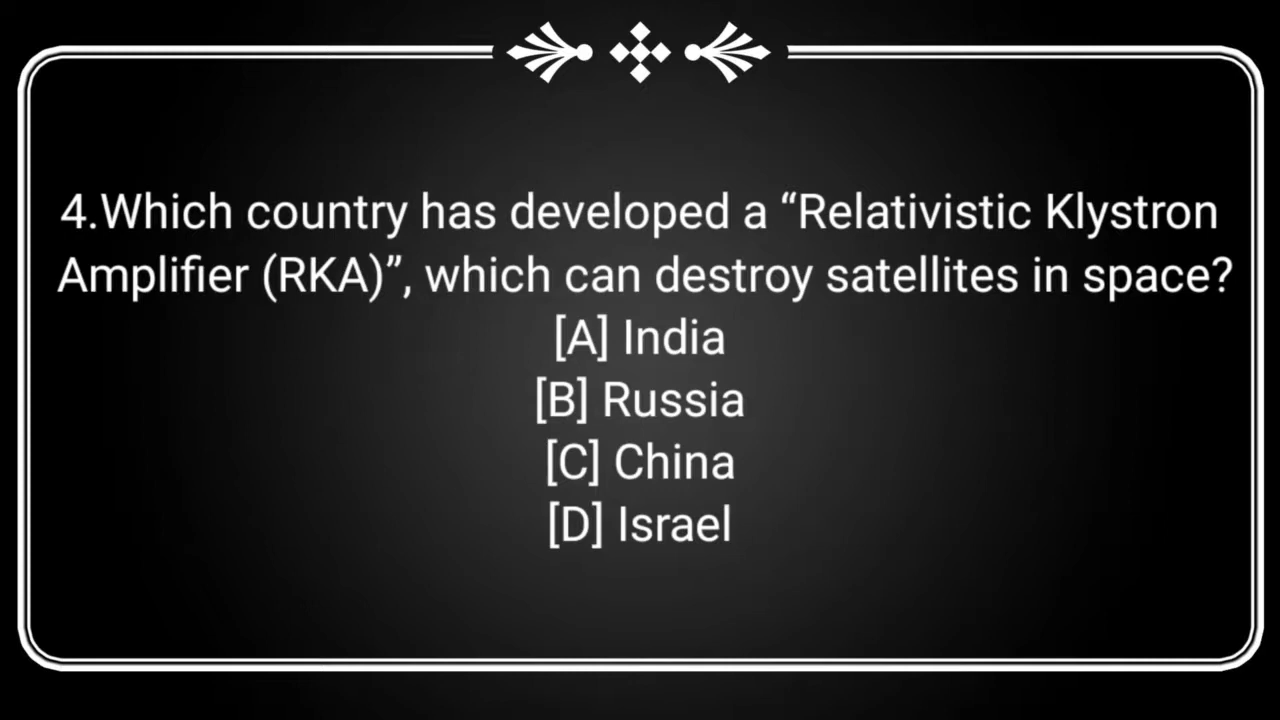 4.Which country has developed a “Relativistic Klystron
Amplifier (RKA)”, which can destroy satellites in space?
[A] India
[B] Russia
[C] China
[D] Israel